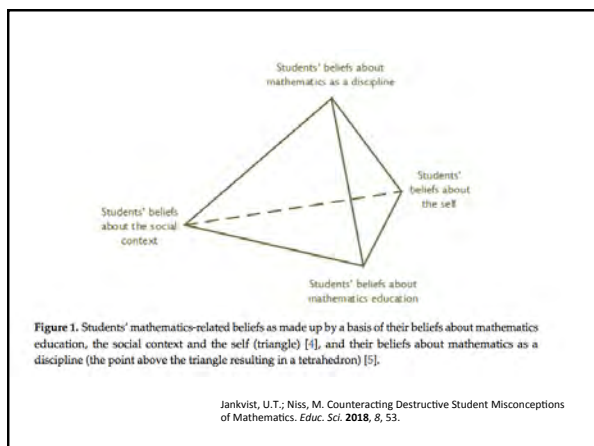 Students' beliefs about
mathematics as a discipline
Students'
beliefs about
the self
Students' beliefs
about the social
context
Students' beliefs about
mathematics education
Figure 1. Students' mathematics-related beliefs as made up by a basis of their beliefs about mathematics
education, the social context and the self (triangle) [4], and their beliefs about mathematics as a
discipline (the point above the triangle resulting in a tetrahedron) [5].
Jankvist, U.T.; Niss, M. Counteracting Destructive Student Misconceptions
of Mathematics. Educ. Sci. 2018, 8, 53.